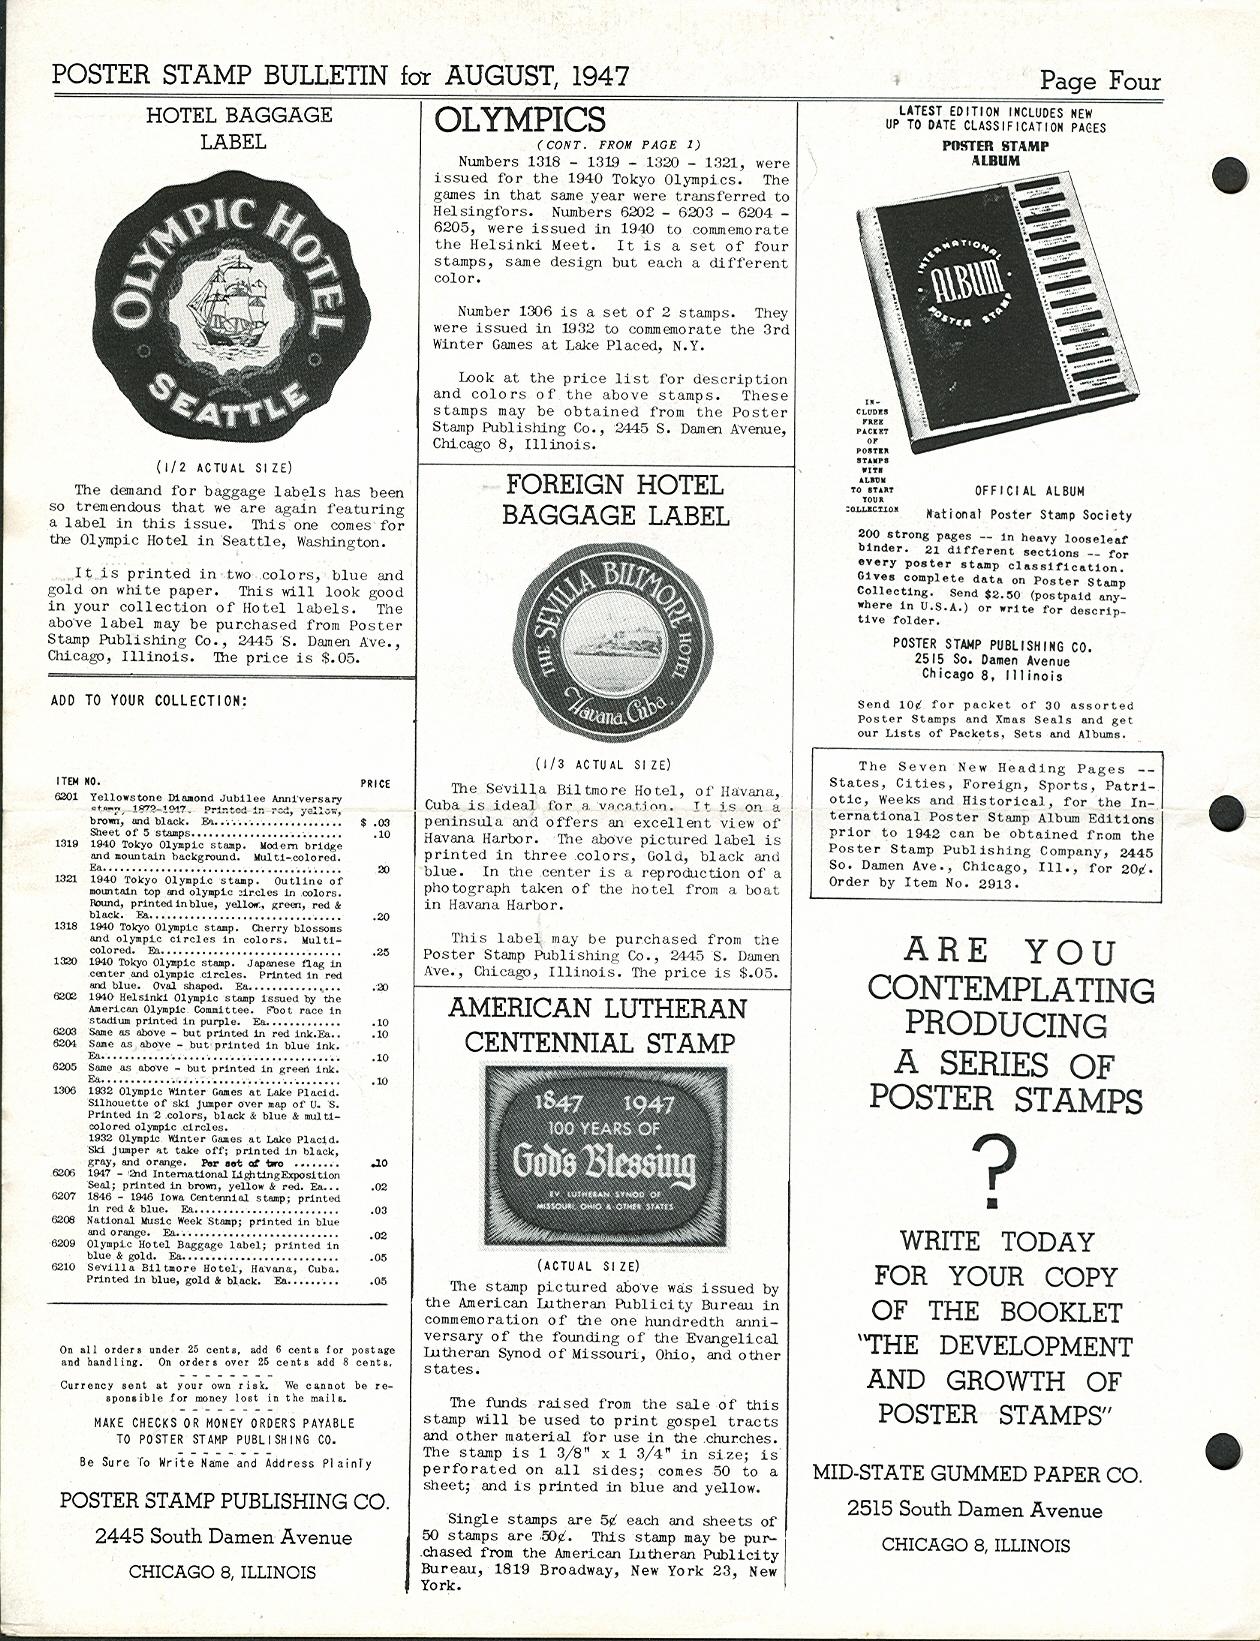 POSTER STAMP BULLETIN for AUGUST, 1947
Page Four
HOTEL BAGGAGE
LABEL
OLYMPIC HOTEL
SEATTLE
(1/2 ACTUAL SIZE)
The demand for baggage labels has been
so tremendous that we are again featuring
a label in this issue. This one comes for
the Olympic Hotel in Seattle, Washington.
It is printed in two colors, blue and
gold on white paper. This will look good
in your collection of Hotel labels. The
above label may be purchased from Poster
Stamp Publishing Co., 2445 S. Damen Ave.,
Chicago, Illinois. The price is $.05.
ADD TO YOUR COLLECTION:
ITEM NO. PRICE
6201 Yellowstone Diamond Jubilee Anniversary
stamp, 1872-1947. Printed in red, yellow,
brown, and black. Ea.................... $ .03
Sheet of 5 stamps....................... .10
1319 1940 Tokyo Olympic stamp. Modern bridge
and mountain background. Multi-colored.
Ea...................................... 20
1321 1940 Tokyo Olympic stamp. Outline of
mountain top and olympic circles in colors.
Round, printed in blue, yellow, green, red &
black. Ea............................... .20
1318 1940 Tokyo Olympic stamp. Cherry blossoms
and olympic circles in colors. Multi-
colored. Ea............................. .25
1320 1940 Tokyo Olympic stamp. Japanese flag in
center and olympic circles. Printed in red
and blue. Oval shaped. Ea............... .20
6202 1940 Helsinki Olympic stamp issued by the
American Olympic Committee. Foot race in
stadium printed in purple. Ea........... .10
6203 Same as above - but printed in red ink.Ea.. .10
6204 Same as above - but printed in blue ink.
Ea...................................... .10
6205 Same as above - but printed in green ink.
Ea...................................... .10
1306 1932 Olympic Winter Games at Lake Placid.
Silhouette of ski jumper over map of U. S.
Printed in 2 colors, black & blue & multi-
colored olympic circles.
1932 Olympic Winter Games at Lake Placid.
Ski jumper at take off; printed in black,
gray, and orange. Per set of two ........ .10
6206 1947 - 2nd International Lighting Exposition
Seal; printed in brown, yellow & red. Ea... .02
6207 1846 - 1946 Iowa Centennial stamp; printed
in red & blue. Ea....................... .03
6208 National Music Week Stamp; printed in blue
and orange. Ea.......................... .02
6209 Olympic Hotel Baggage label; printed in
blue & gold. Ea......................... .05
6210 Sevilla Biltmore Hotel, Havana, Cuba.
Printed in blue, gold & black. Ea......... .05
On all orders under 25 cents, add 6 cents for postage
and handling. On orders over 25 cents add 8 cents.
- - - - - - - -
Currency sent at your own risk. We cannot be re-
sponsible for money lost in the mails.
- - - - - - - -
MAKE CHECKS OR MONEY ORDERS PAYABLE
TO POSTER STAMP PUBLISHING CO.
- - - - - - - -
Be Sure To Write Name and Address Plainly
POSTER STAMP PUBLISHING CO.
2445 South Damen Avenue
CHICAGO 8, ILLINOIS
OLYMPICS
(CONT. FROM PAGE 1)
Numbers 1318 - 1319 - 1320 - 1321, were
issued for the 1940 Tokyo Olympics. The
games in that same year were transferred to
Helsingfors. Numbers 6202 - 6203 - 6204 -
6205, were issued in 1940 to commemorate
the Helsinki Meet. It is a set of four
stamps, same design but each a different
color.
Number 1306 is a set of 2 stamps. They
were issued in 1932 to commemorate the 3rd
Winter Games at Lake Placed, N.Y.
Look at the price list for description
and colors of the above stamps. These
stamps may be obtained from the Poster
Stamp Publishing Co., 2445 S. Damen Avenue,
Chicago 8, Illinois.
FOREIGN HOTEL
BAGGAGE LABEL
THE SEVILLA BILTMORE HOTEL
Havana, Cuba.
(1/3 ACTUAL SIZE)
The Sevilla Biltmore Hotel, of Havana,
Cuba is ideal for a vacation. It is on a
peninsula and offers an excellent view of
Havana Harbor. The above pictured label is
printed in three colors, Gold, black and
blue. In the center is a reproduction of a
photograph taken of the hotel from a boat
in Havana Harbor.
This label may be purchased from the
Poster Stamp Publishing Co., 2445 S. Damen
Ave., Chicago, Illinois. The price is $.05.
AMERICAN LUTHERAN
CENTENNIAL STAMP
1847 1947
100 YEARS OF
God's Blessing
EV. LUTHERAN SYNOD OF
MISSOURI, OHIO & OTHER STATES
(ACTUAL SIZE)
The stamp pictured above was issued by
the American Lutheran Publicity Bureau in
commemoration of the one hundredth anni-
versary of the founding of the Evangelical
Lutheran Synod of Missouri, Ohio, and other
states.
The funds raised from the sale of this
stamp will be used to print gospel tracts
and other material for use in the churches.
The stamp is 1 3/8" x 1 3/4" in size; is
perforated on all sides; comes 50 to a
sheet; and is printed in blue and yellow.
Single stamps are 5¢ each and sheets of
50 stamps are 50¢. This stamp may be pur-
chased from the American Lutheran Publicity
Bureau, 1819 Broadway, New York 23, New
York.
LATEST EDITION INCLUDES NEW
UP TO DATE CLASSIFICATION PAGES
POSTER STAMP
ALBUM
INTERNATIONAL
ALBUM
POSTER STAMP
IN-
CLUDES
FREE
PACKET
OF
POSTER
STAMPS
WITH
ALBUM
TO START
YOUR
COLLECTION
OFFICIAL ALBUM
National Poster Stamp Society
200 strong pages -- in heavy looseleaf
binder. 21 different sections -- for
every poster stamp classification.
Gives complete data on Poster Stamp
Collecting. Send $2.50 (postpaid any-
where in U.S.A.) or write for descrip-
tive folder.
POSTER STAMP PUBLISHING CO.
2515 So. Damen Avenue
Chicago 8, Illinois
Send 10¢ for packet of 30 assorted
Poster Stamps and Xmas Seals and get
our Lists of Packets, Sets and Albums.
The Seven New Heading Pages --
States, Cities, Foreign, Sports, Patri-
otic, Weeks and Historical, for the In-
ternational Poster Stamp Album Editions
prior to 1942 can be obtained from the
Poster Stamp Publishing Company, 2445
So. Damen Ave., Chicago, Ill., for 20¢.
Order by Item No. 2913.
ARE YOU
CONTEMPLATING
PRODUCING
A SERIES OF
POSTER STAMPS
?
WRITE TODAY
FOR YOUR COPY
OF THE BOOKLET
"THE DEVELOPMENT
AND GROWTH OF
POSTER STAMPS"
MID-STATE GUMMED PAPER CO.
2515 South Damen Avenue
CHICAGO 8, ILLINOIS